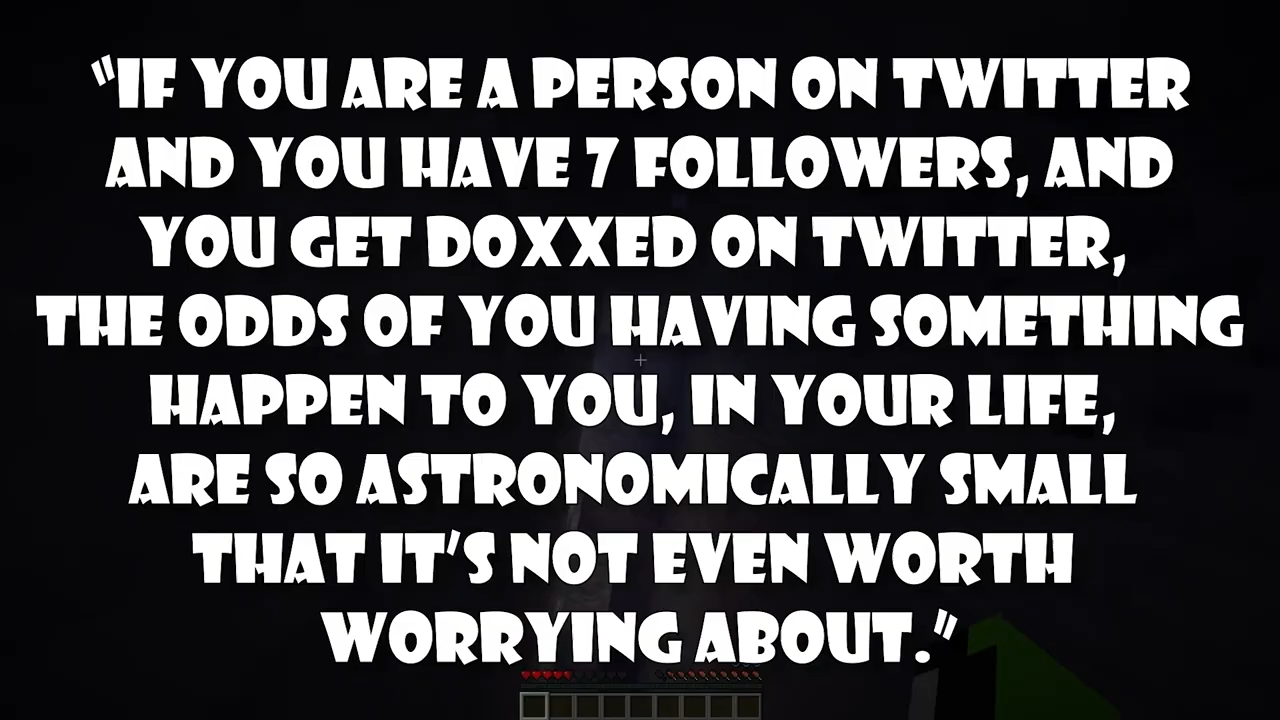 "IF YOU ARE A PERSON ON TWITTER
AND YOU HAVE 7 FOLLOWERS, AND
YOU GET DOXXED ON TWITTER,
THE ODDS OF YOU HAVING SOMETHING
HAPPEN TO YOU, IN YOUR LIFE,
ARE SO ASTRONOMICALLY SMALL
THAT IT'S NOT EVEN WORTH
WORRYING ABOUT."